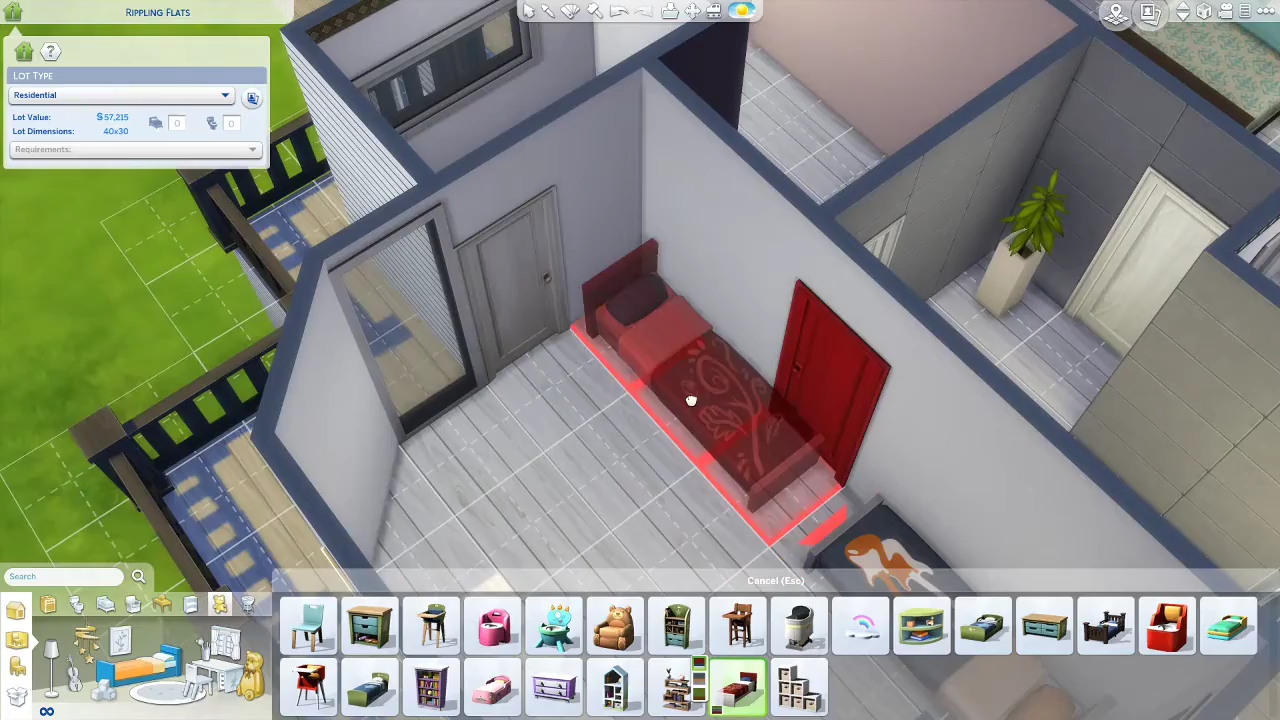 RIPPLING FLATS
LOT TYPE
Residential
Lot Value: §57,215
Lot Dimensions: 40x30
0
0
Requirements:
Search
Cancel (Esc)